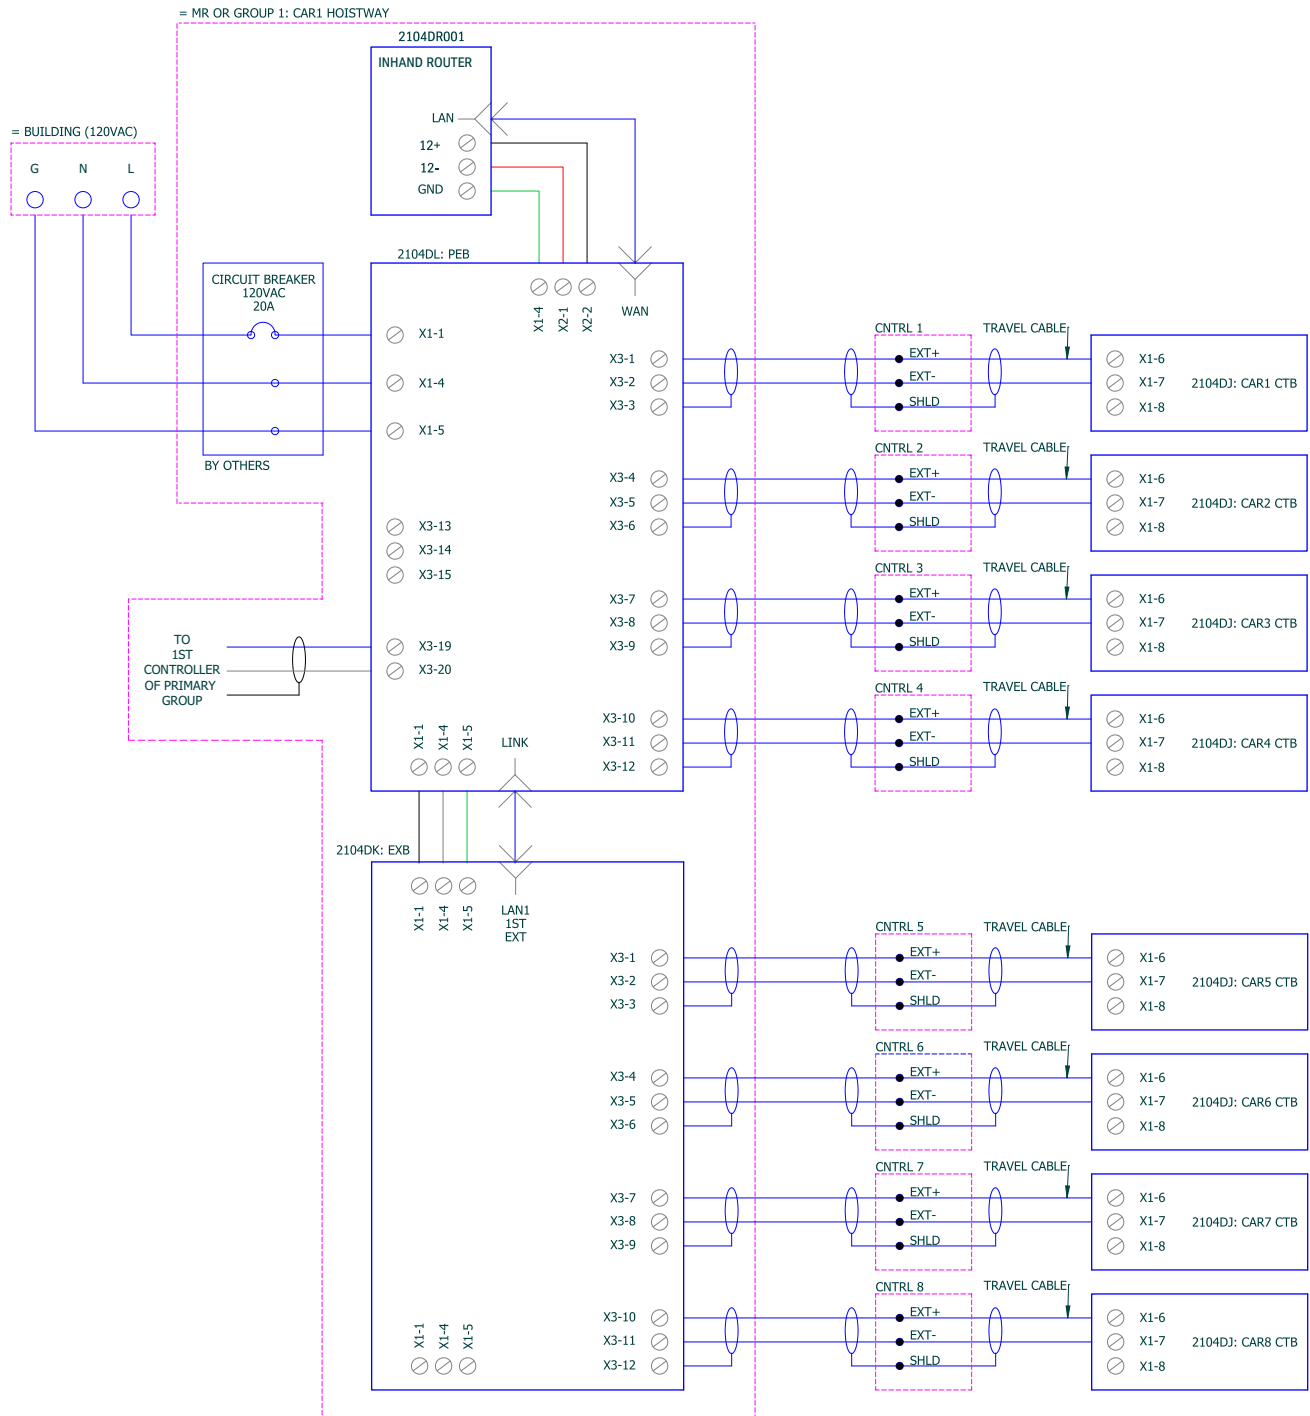 = MR OR GROUP 1: CAR1 HOISTWAY
2104DR001
INHAND ROUTER
LAN
12+
12-
GND
= BUILDING (120VAC)
G N L
2104DL: PEB
CIRCUIT BREAKER
120VAC
20A
BY OTHERS
X1-4 X2-1 X2-2
WAN
X1-1
X1-4
X1-5
X3-13
X3-14
X3-15
TO
1ST
CONTROLLER
OF PRIMARY
GROUP
X3-19
X3-20
X1-1 X1-4 X1-5
LINK
X3-1
X3-2
X3-3
CNTRL 1
EXT+
EXT-
SHLD
TRAVEL CABLE
X1-6
X1-7
X1-8
2104DJ: CAR1 CTB
X3-4
X3-5
X3-6
CNTRL 2
EXT+
EXT-
SHLD
TRAVEL CABLE
X1-6
X1-7
X1-8
2104DJ: CAR2 CTB
X3-7
X3-8
X3-9
CNTRL 3
EXT+
EXT-
SHLD
TRAVEL CABLE
X1-6
X1-7
X1-8
2104DJ: CAR3 CTB
X3-10
X3-11
X3-12
CNTRL 4
EXT+
EXT-
SHLD
TRAVEL CABLE
X1-6
X1-7
X1-8
2104DJ: CAR4 CTB
2104DK: EXB
X1-1 X1-4 X1-5
LAN1
1ST
EXT
X3-1
X3-2
X3-3
CNTRL 5
EXT+
EXT-
SHLD
TRAVEL CABLE
X1-6
X1-7
X1-8
2104DJ: CAR5 CTB
X3-4
X3-5
X3-6
CNTRL 6
EXT+
EXT-
SHLD
TRAVEL CABLE
X1-6
X1-7
X1-8
2104DJ: CAR6 CTB
X3-7
X3-8
X3-9
CNTRL 7
EXT+
EXT-
SHLD
TRAVEL CABLE
X1-6
X1-7
X1-8
2104DJ: CAR7 CTB
X1-1 X1-4 X1-5
X3-10
X3-11
X3-12
CNTRL 8
EXT+
EXT-
SHLD
TRAVEL CABLE
X1-6
X1-7
X1-8
2104DJ: CAR8 CTB